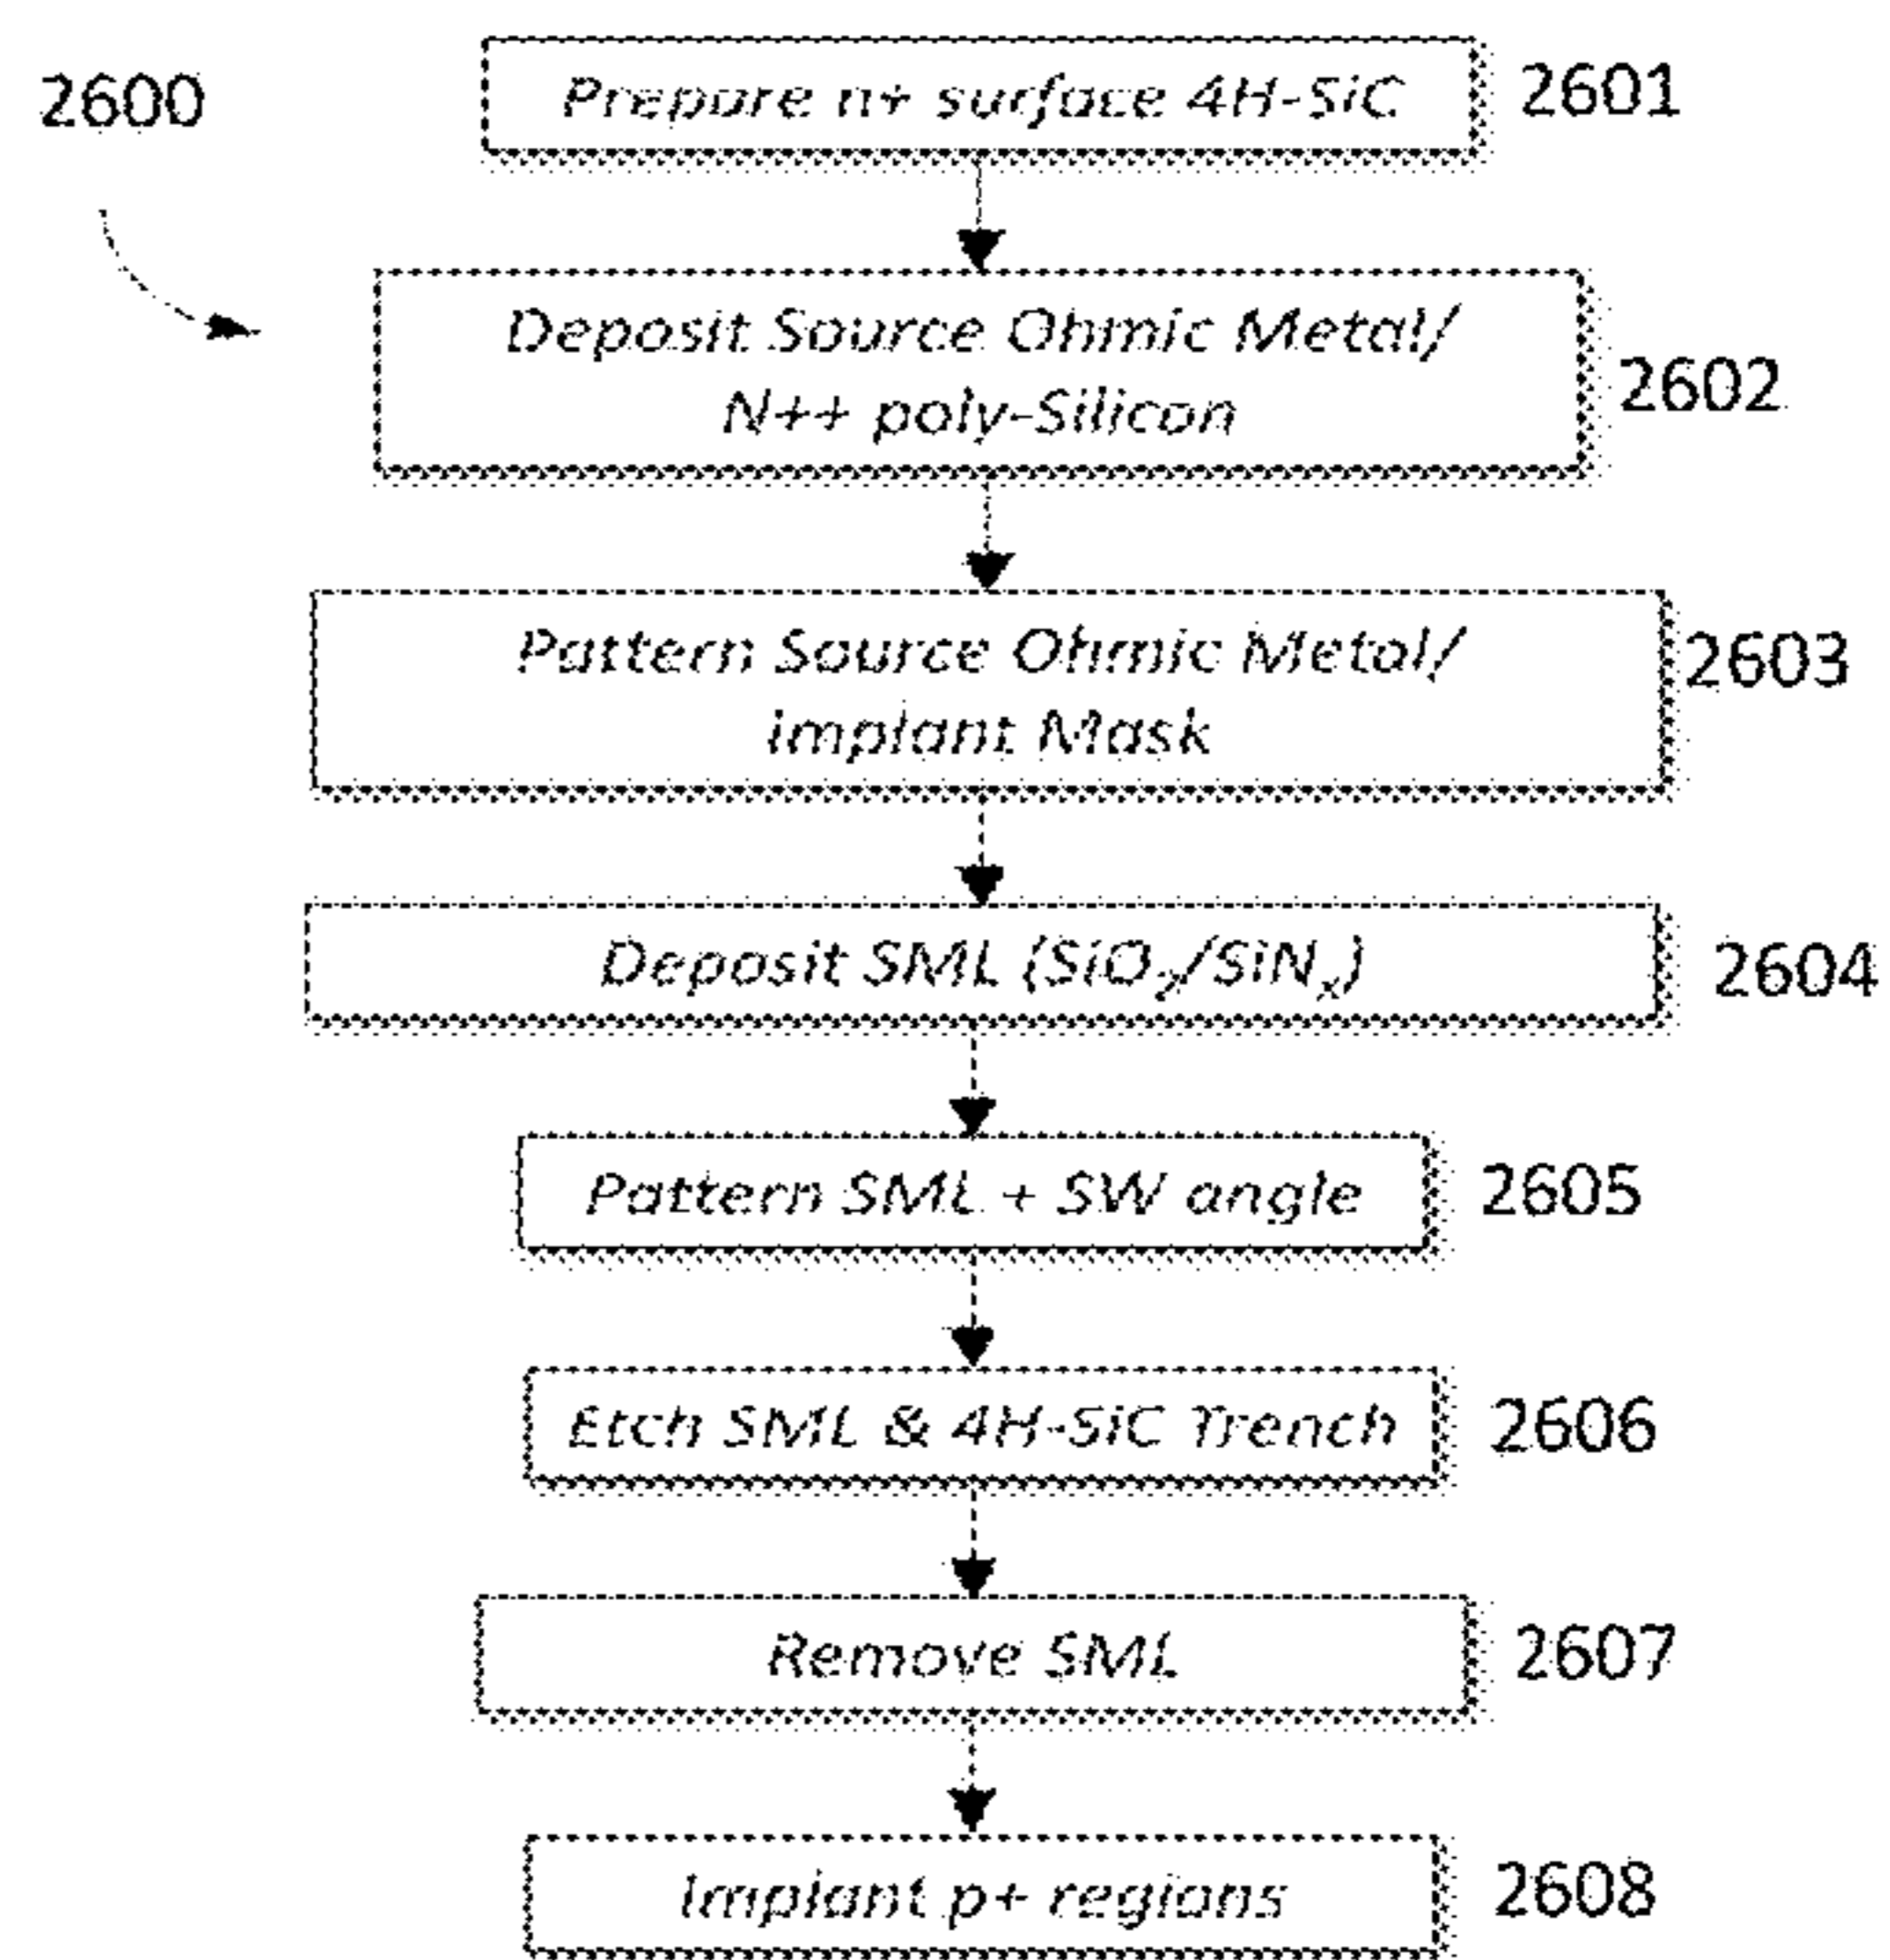 2600
Prepare n+ surface 4H-SiC
2601
Deposit Source Ohmic Metal/
N++ poly-Silicon
2602
Pattern Source Ohmic Metal/
implant Mask
2603
Deposit SML (SiO₂/SiNₓ)
2604
Pattern SML + SW angle
2605
Etch SML & 4H-SiC Trench
2606
Remove SML
2607
Implant p+ regions
2608